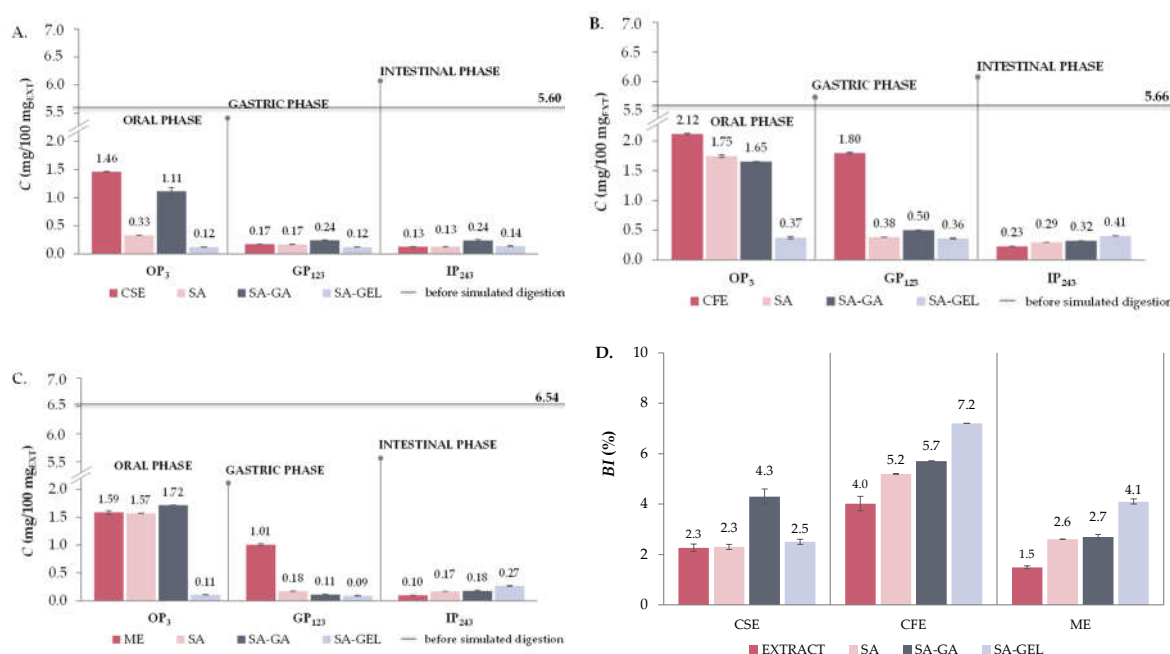 A.
C (mg/100 mgEXT)
7.0
6.5
6.0
5.5
2.0
1.5
1.0
0.5
0.0
INTESTINAL PHASE
GASTRIC PHASE
ORAL PHASE
5.60
1.46
0.33
1.11
0.12
0.17
0.17
0.24
0.12
0.13
0.13
0.24
0.14
OP3
GP123
IP243
CSE
SA
SA-GA
SA-GEL
before simulated digestion
B.
C (mg/100 mgEXT)
7.0
6.5
6.0
5.5
2.0
1.5
1.0
0.5
0.0
INTESTINAL PHASE
GASTRIC PHASE
ORAL PHASE
5.66
2.12
1.75
1.65
0.37
1.80
0.38
0.50
0.36
0.23
0.29
0.32
0.41
OP3
GP123
IP243
CFE
SA
SA-GA
SA-GEL
before simulated digestion
C.
C (mg/100 mgEXT)
7.0
6.5
6.0
5.5
2.0
1.5
1.0
0.5
0.0
6.54
INTESTINAL PHASE
ORAL PHASE
GASTRIC PHASE
1.59
1.57
1.72
0.11
1.01
0.18
0.11
0.09
0.10
0.17
0.18
0.27
OP3
GP123
IP243
ME
SA
SA-GA
SA-GEL
before simulated digestion
D.
BI (%)
10
8
6
4
2
0
2.3
2.3
4.3
2.5
4.0
5.2
5.7
7.2
1.5
2.6
2.7
4.1
CSE
CFE
ME
EXTRACT
SA
SA-GA
SA-GEL